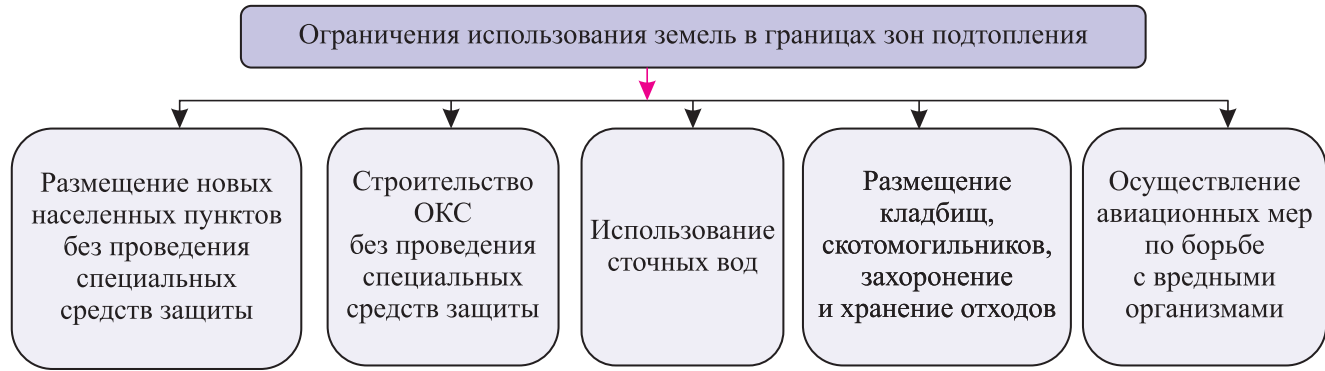 Ограничения использования земель в границах зон подтопления
Размещение новых
населенных пунктов
без проведения
специальных
средств защиты
Строительство
ОКС
без проведения
специальных
средств защиты
Использование
сточных вод
Размещение
кладбищ,
скотомогильников,
захоронение
и хранение отходов
Осуществление
авиационных мер
по борьбе
с вредными
организмами